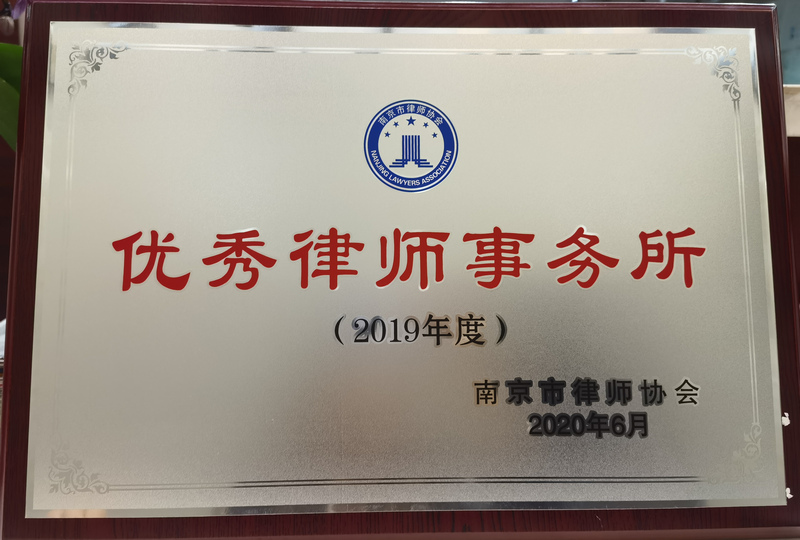 南京市律师协会
NANJING LAWYERS ASSOCIATION
优秀律师事务所
（2019年度）
南京市律师协会
2020年6月